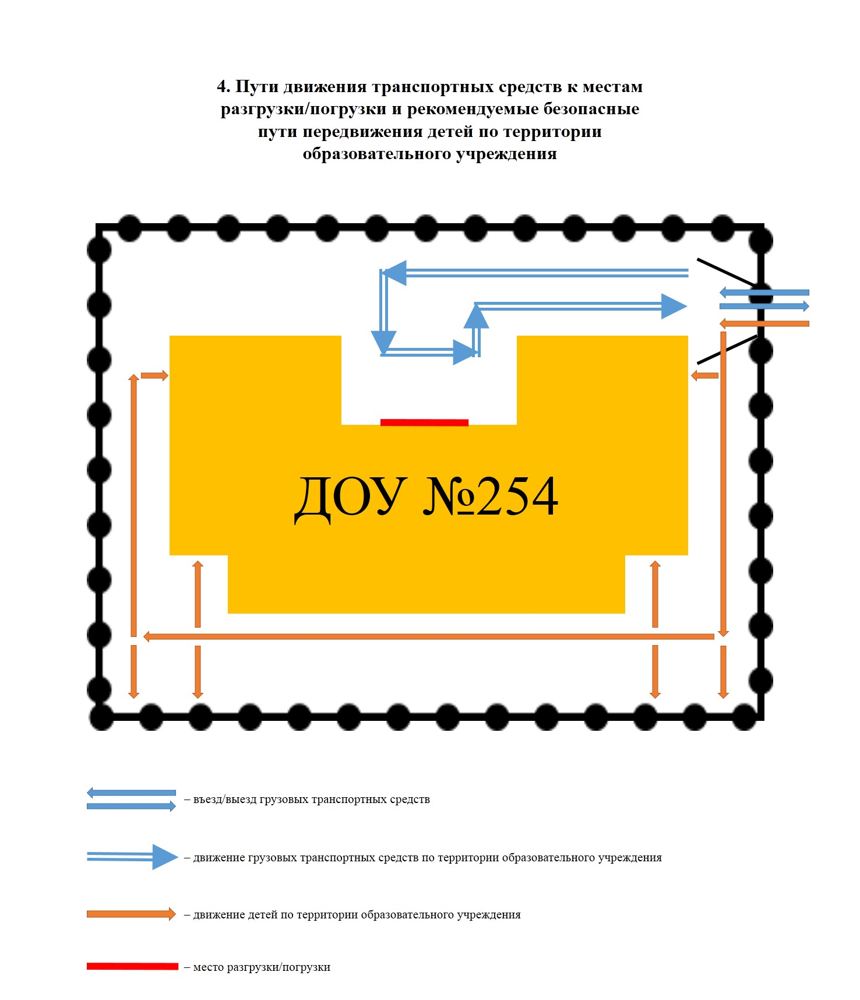 4. Пути движения транспортных средств к местам
разгрузки/погрузки и рекомендуемые безопасные
пути передвижения детей по территории
образовательного учреждения
ДОУ №254
– въезд/выезд грузовых транспортных средств
– движение грузовых транспортных средств по территории образовательного учреждения
– движение детей по территории образовательного учреждения
– место разгрузки/погрузки